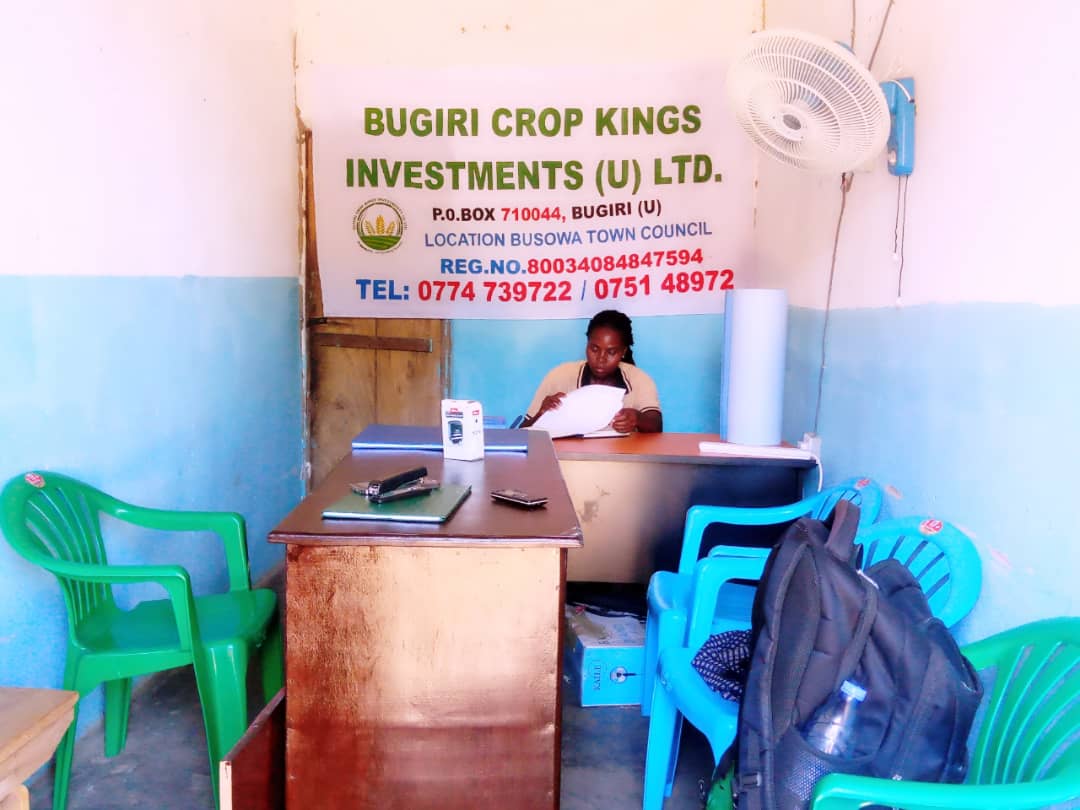 BUGIRI CROP KINGS
INVESTMENTS (U) LTD.
P.O.BOX 710044, BUGIRI (U)
LOCATION BUSOWA TOWN COUNCIL
REG.NO.80034084847594
TEL: 0774 739722 / 0751 48972